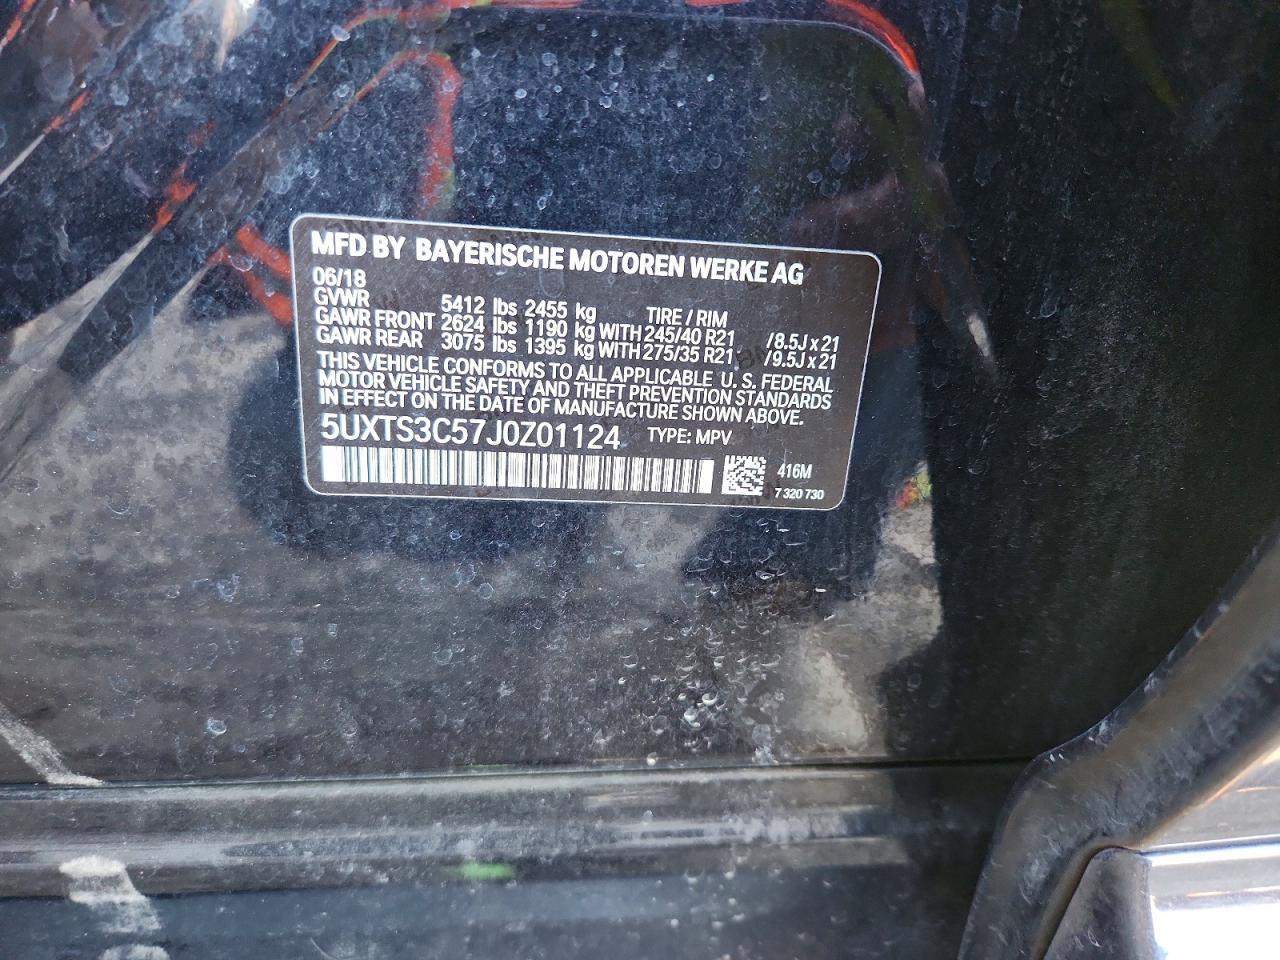 MFD BY BAYERISCHE MOTOREN WERKE AG
06/18
GVWR 5412 lbs 2455 kg TIRE / RIM
GAWR FRONT 2624 lbs 1190 kg WITH 245/40 R21 /8.5J x 21
GAWR REAR 3075 lbs 1395 kg WITH 275/35 R21 /9.5J x 21
THIS VEHICLE CONFORMS TO ALL APPLICABLE U. S. FEDERAL
MOTOR VEHICLE SAFETY AND THEFT PREVENTION STANDARDS
IN EFFECT ON THE DATE OF MANUFACTURE SHOWN ABOVE.
5UXTS3C57J0Z01124 TYPE: MPV
416M
7 320 730